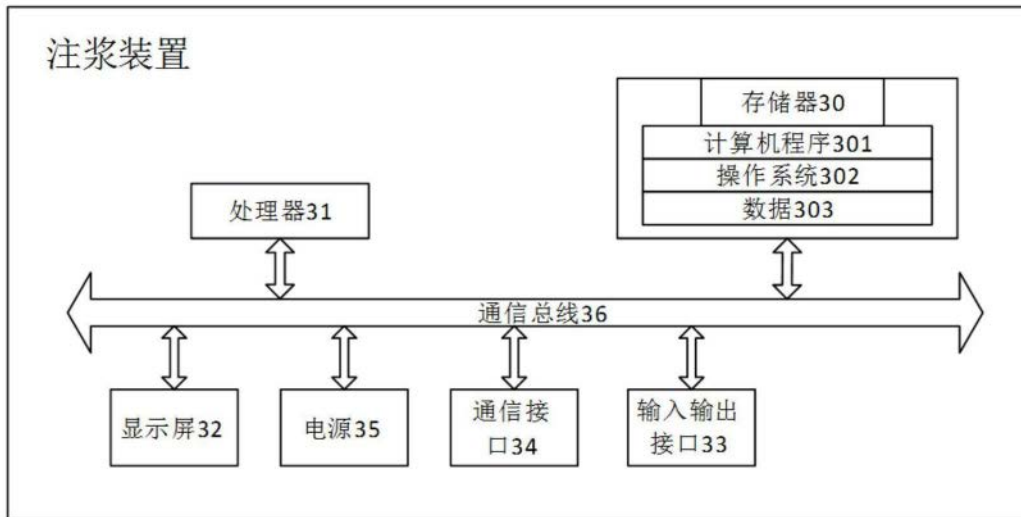 注浆装置
存储器30
计算机程序301
操作系统302
数据303
处理器31
通信总线36
显示屏32
电源35
通信接
口34
输入输出
接口33